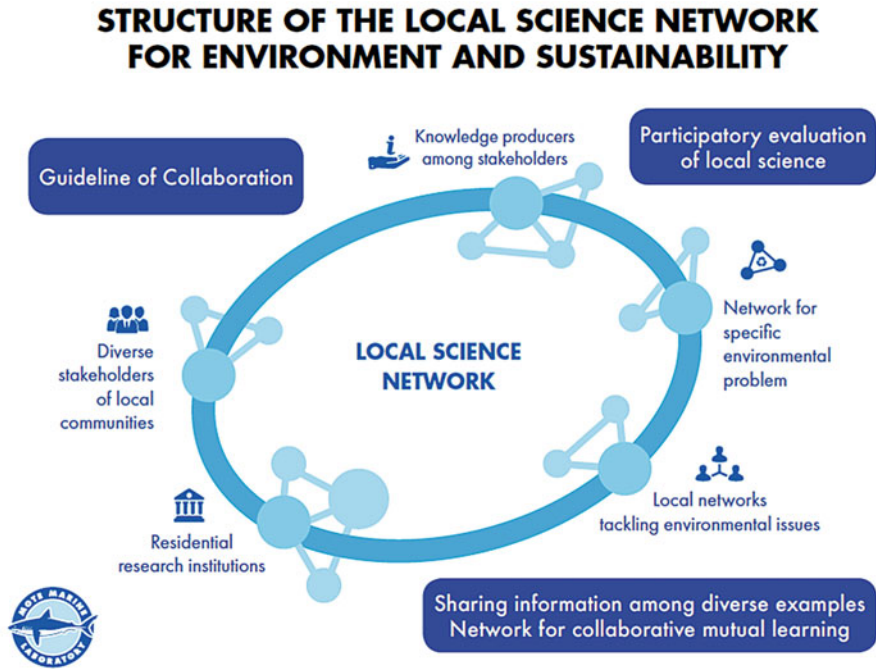 STRUCTURE OF THE LOCAL SCIENCE NETWORK
FOR ENVIRONMENT AND SUSTAINABILITY
Guideline of Collaboration
Knowledge producers
among stakeholders
Participatory evaluation
of local science
Network for
specific
environmental
problem
Diverse
stakeholders
of local
communities
LOCAL SCIENCE
NETWORK
Local networks
tackling environmental issues
Residential
research institutions
Sharing information among diverse examples
Network for collaborative mutual learning
MOTE MARINE
LABORATORY